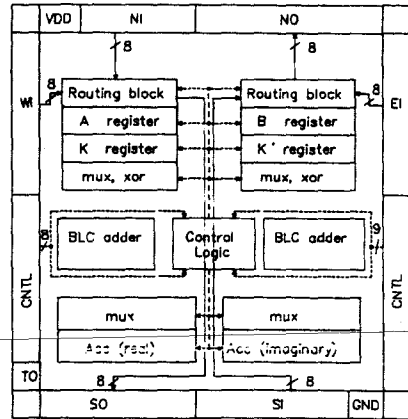 VDD NI NO
8 8
8 8
WI Routing block Routing block EI
A register B register
K register K' register
mux, xor mux, xor
8 BLC adder Control Logic BLC adder 9
CNTL CNTL
mux mux
Acc (real) Acc (imaginary)
TO 8 8
SO SI GND